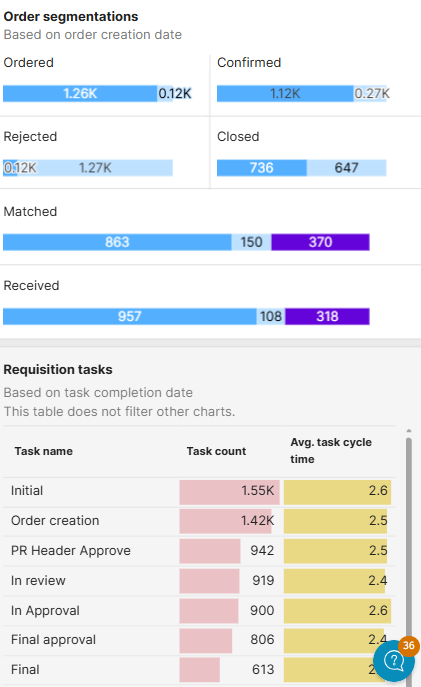 Order segmentations
Based on order creation date
Ordered
Confirmed
1.26K 0.12K
1.12K 0.27K
Rejected
Closed
0.12K 1.27K
736 647
Matched
863 150 370
Received
957 108 318
Requisition tasks
Based on task completion date
This table does not filter other charts.
Task name Task count Avg. task cycle
time
Initial 1.55K 2.6
Order creation 1.42K 2.5
PR Header Approve 942 2.5
In review 919 2.4
In Approval 900 2.6
Final approval 806 2.4
36
Final 613